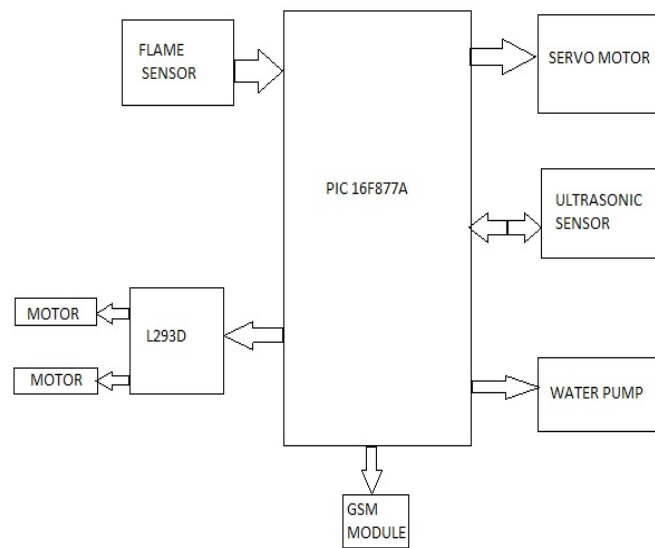 FLAME
SENSOR
SERVO MOTOR
PIC 16F877A
ULTRASONIC
SENSOR
MOTOR
L293D
MOTOR
WATER PUMP
GSM
MODULE